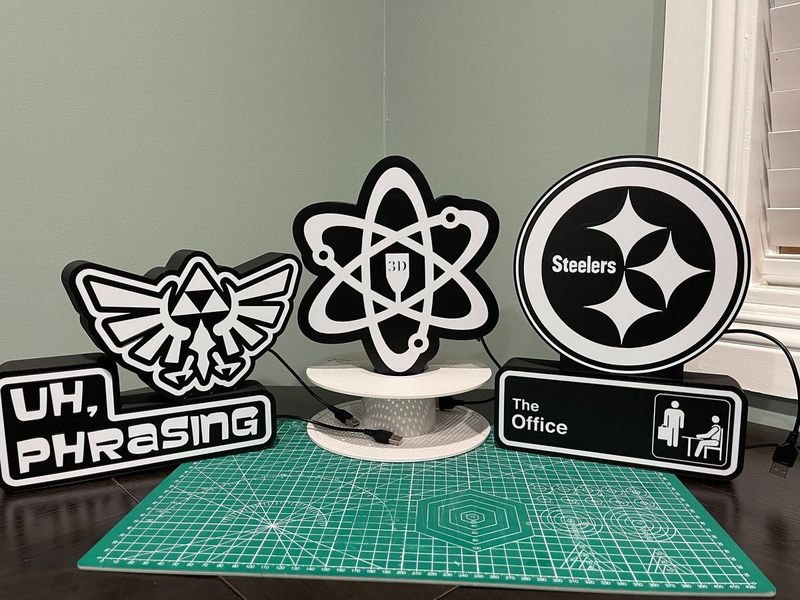 UH,
PHRASING
3D
Steelers
The
Office